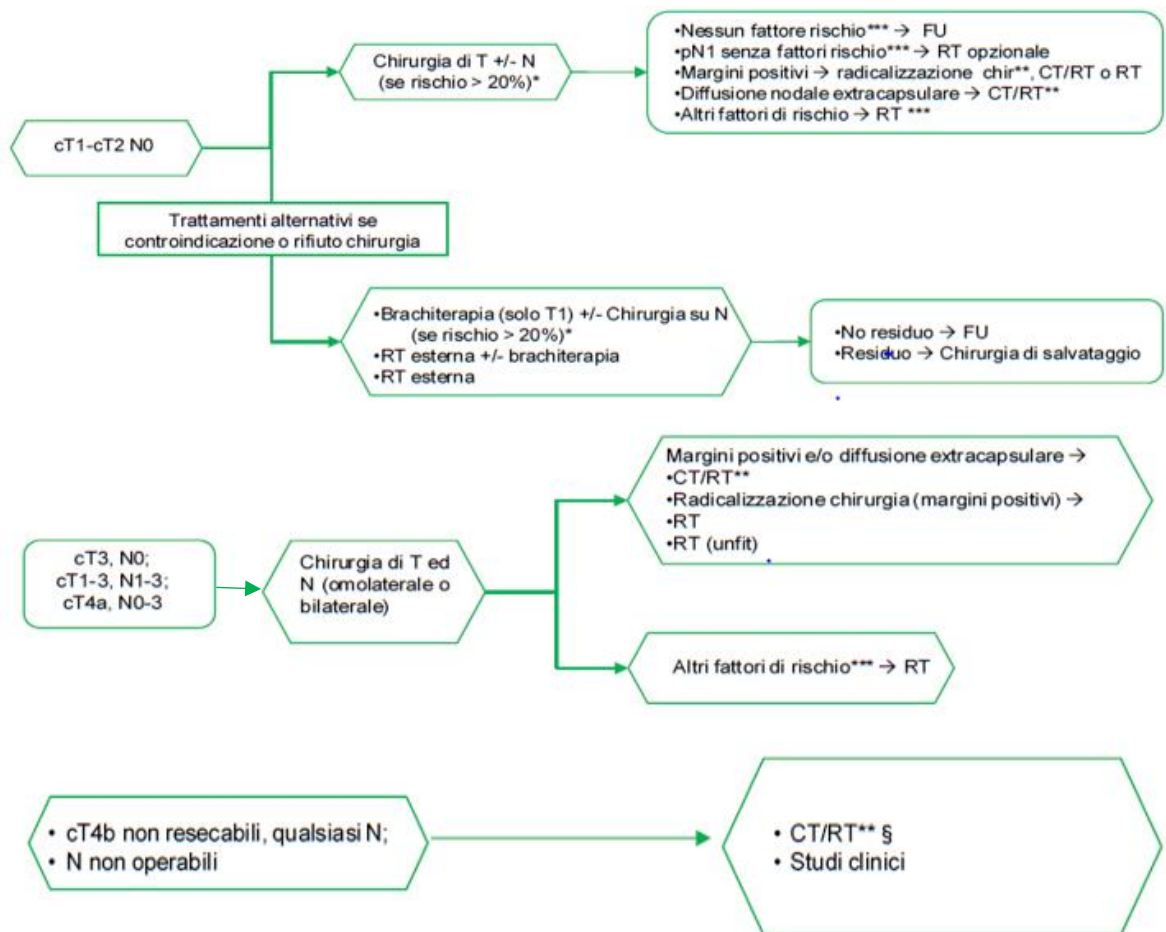 •Nessun fattore rischio*** → FU
•pN1 senza fattori rischio*** → RT opzionale
•Margini positivi → radicalizzazione chir**, CT/RT o RT
•Diffusione nodale extracapsulare → CT/RT**
•Altri fattori di rischio → RT ***
Chirurgia di T +/- N
(se rischio > 20%)*
cT1-cT2 N0
Trattamenti alternativi se
controindicazione o rifiuto chirurgia
•Brachiterapia (solo T1) +/- Chirurgia su N
(se rischio > 20%)*
•RT esterna +/- brachiterapia
•RT esterna
•No residuo → FU
•Residuo → Chirurgia di salvataggio
Margini positivi e/o diffusione extracapsulare →
•CT/RT**
•Radicalizzazione chirurgia (margini positivi) →
•RT
•RT (unfit)
cT3, N0;
cT1-3, N1-3;
cT4a, N0-3
Chirurgia di T ed
N (omolaterale o
bilaterale)
Altri fattori di rischio*** → RT
• cT4b non resecabili, qualsiasi N;
• N non operabili
• CT/RT** §
• Studi clinici